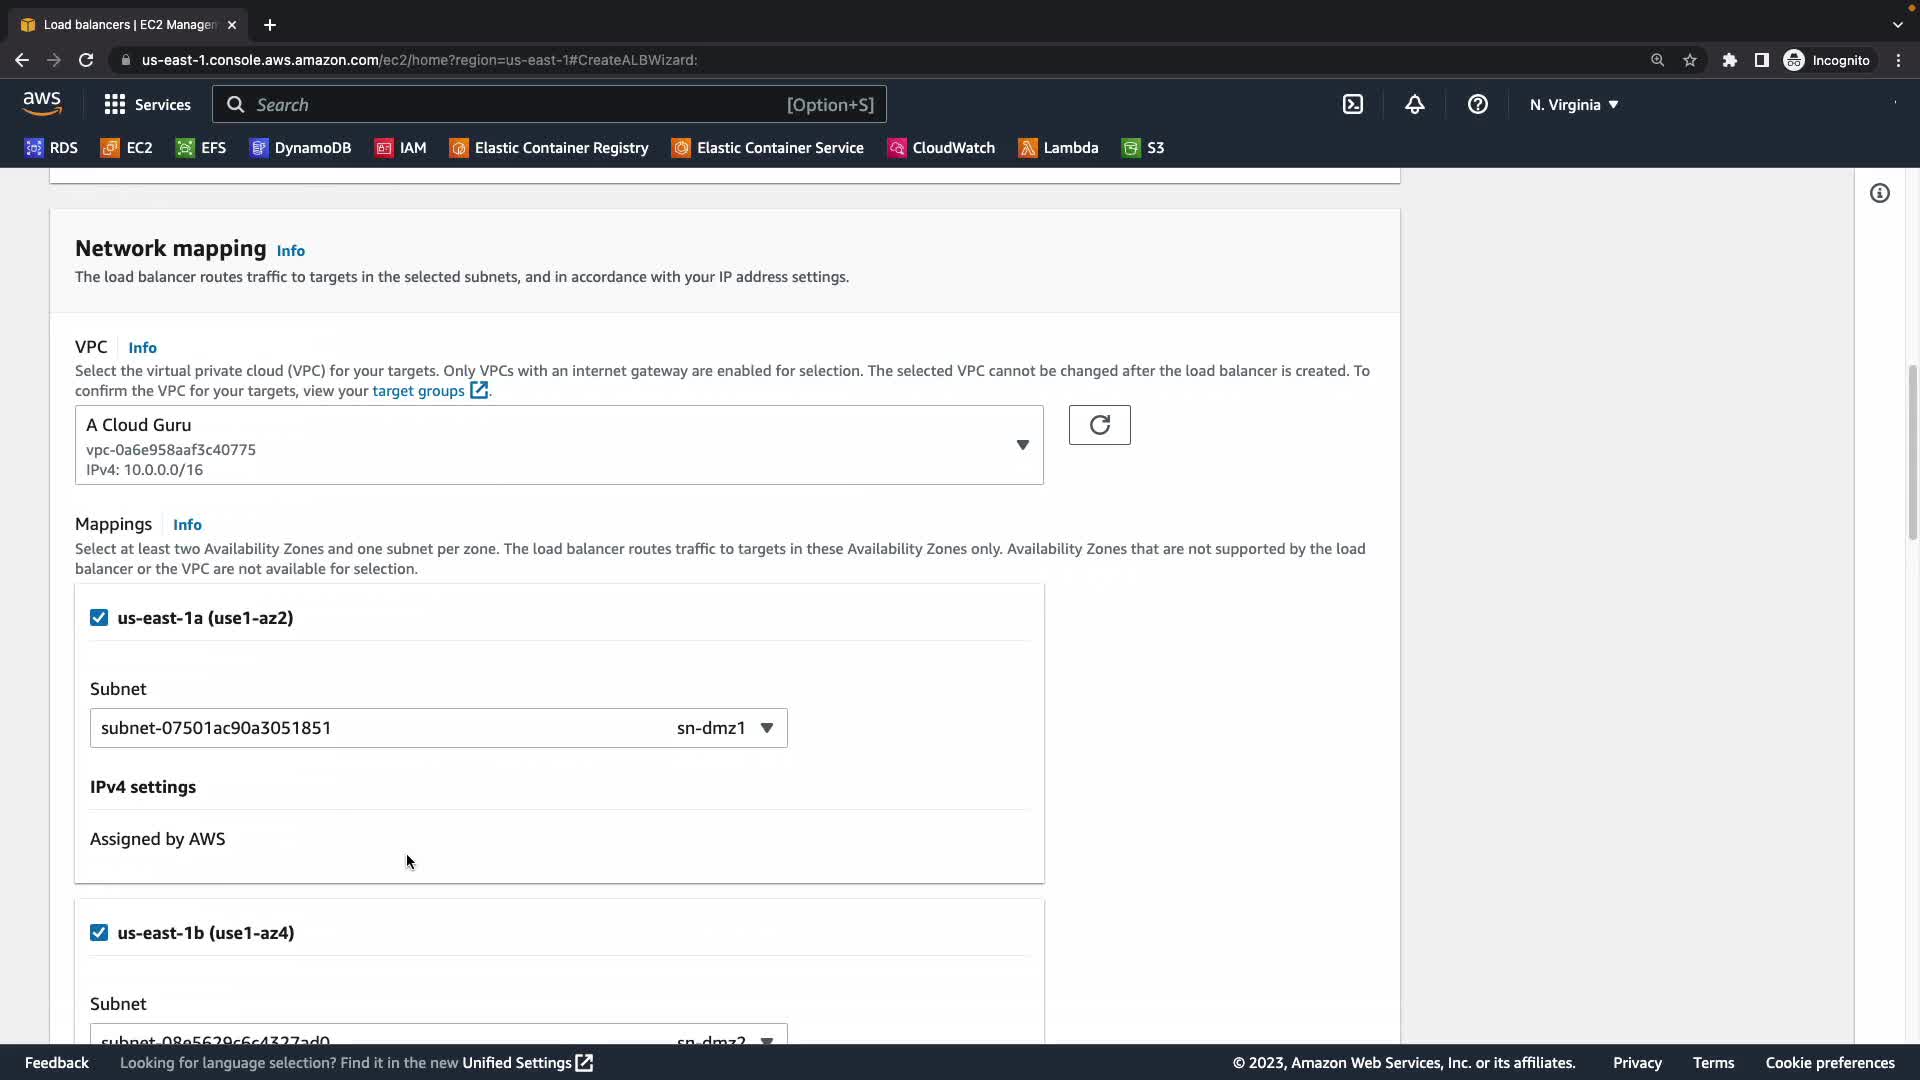 Load balancers | EC2 Manager
us-east-1.console.aws.amazon.com/ec2/home?region=us-east-1#CreateALBWizard:
Incognito
aws
Services
Search
[Option+S]
N. Virginia
RDS
EC2
EFS
DynamoDB
IAM
Elastic Container Registry
Elastic Container Service
CloudWatch
Lambda
S3
Network mapping Info
The load balancer routes traffic to targets in the selected subnets, and in accordance with your IP address settings.
VPC Info
Select the virtual private cloud (VPC) for your targets. Only VPCs with an internet gateway are enabled for selection. The selected VPC cannot be changed after the load balancer is created. To
confirm the VPC for your targets, view your target groups.
A Cloud Guru
vpc-0a6e958aaf3c40775
IPv4: 10.0.0.0/16
Mappings Info
Select at least two Availability Zones and one subnet per zone. The load balancer routes traffic to targets in these Availability Zones only. Availability Zones that are not supported by the load
balancer or the VPC are not available for selection.
us-east-1a (use1-az2)
Subnet
subnet-07501ac90a3051851 sn-dmz1
IPv4 settings
Assigned by AWS
us-east-1b (use1-az4)
Subnet
subnet-08e5629c6c4327ad0 sn-dmz2
Feedback
Looking for language selection? Find it in the new Unified Settings
© 2023, Amazon Web Services, Inc. or its affiliates.
Privacy
Terms
Cookie preferences